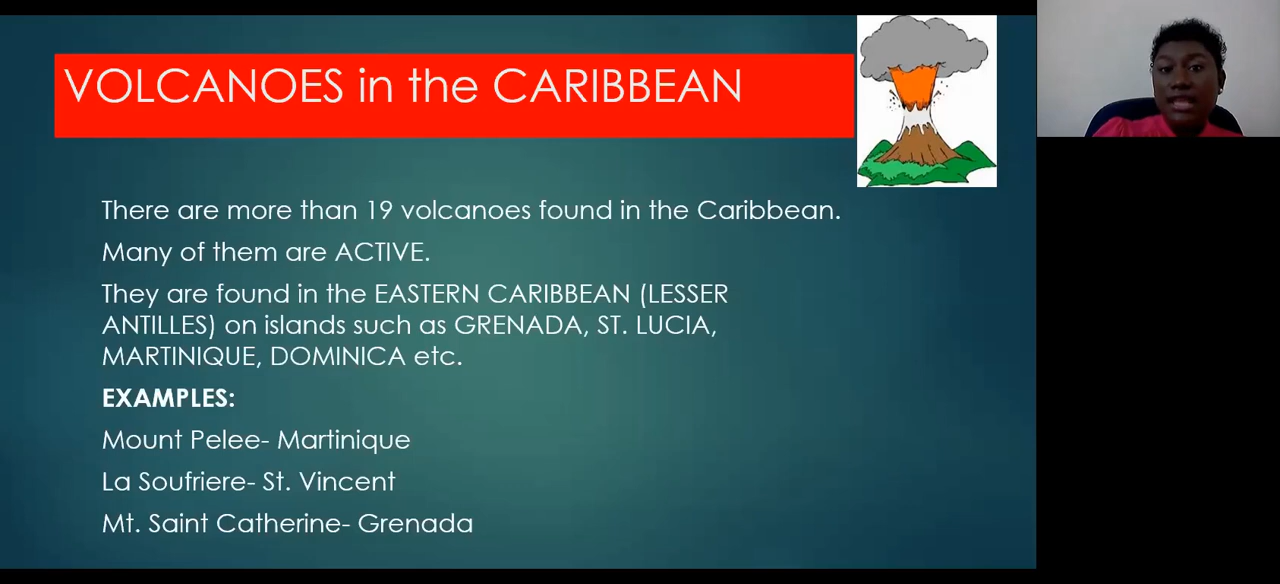 VOLCANOES in the CARIBBEAN
There are more than 19 volcanoes found in the Caribbean.
Many of them are ACTIVE.
They are found in the EASTERN CARIBBEAN (LESSER
ANTILLES) on islands such as GRENADA, ST. LUCIA,
MARTINIQUE, DOMINICA etc.
EXAMPLES:
Mount Pelee- Martinique
La Soufriere- St. Vincent
Mt. Saint Catherine- Grenada